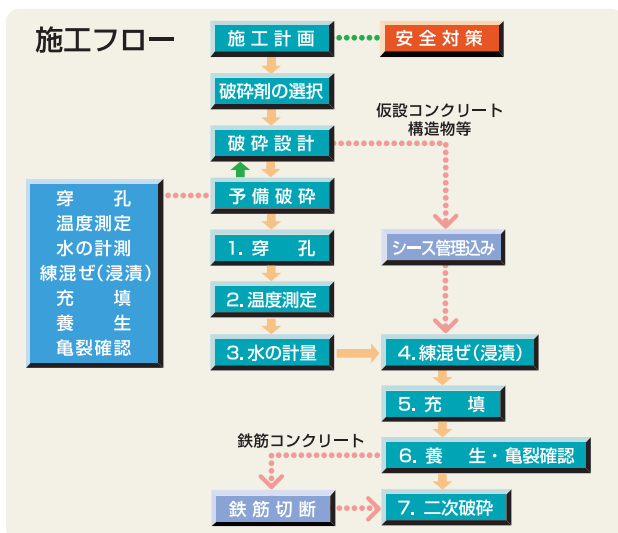 施工フロー
施工計画
安全対策
破砕剤の選択
仮設コンクリート
構造物等
破砕設計
予備破砕
穿　孔
温度測定
水の計測
練混ぜ(浸漬)
充　填
養　生
亀裂確認
1. 穿　孔
シース管理込み
2.温度測定
3.水の計量
4.練混ぜ(浸漬)
5. 充　填
鉄筋コンクリート
6. 養　生・亀裂確認
鉄筋切断
7. 二次破砕